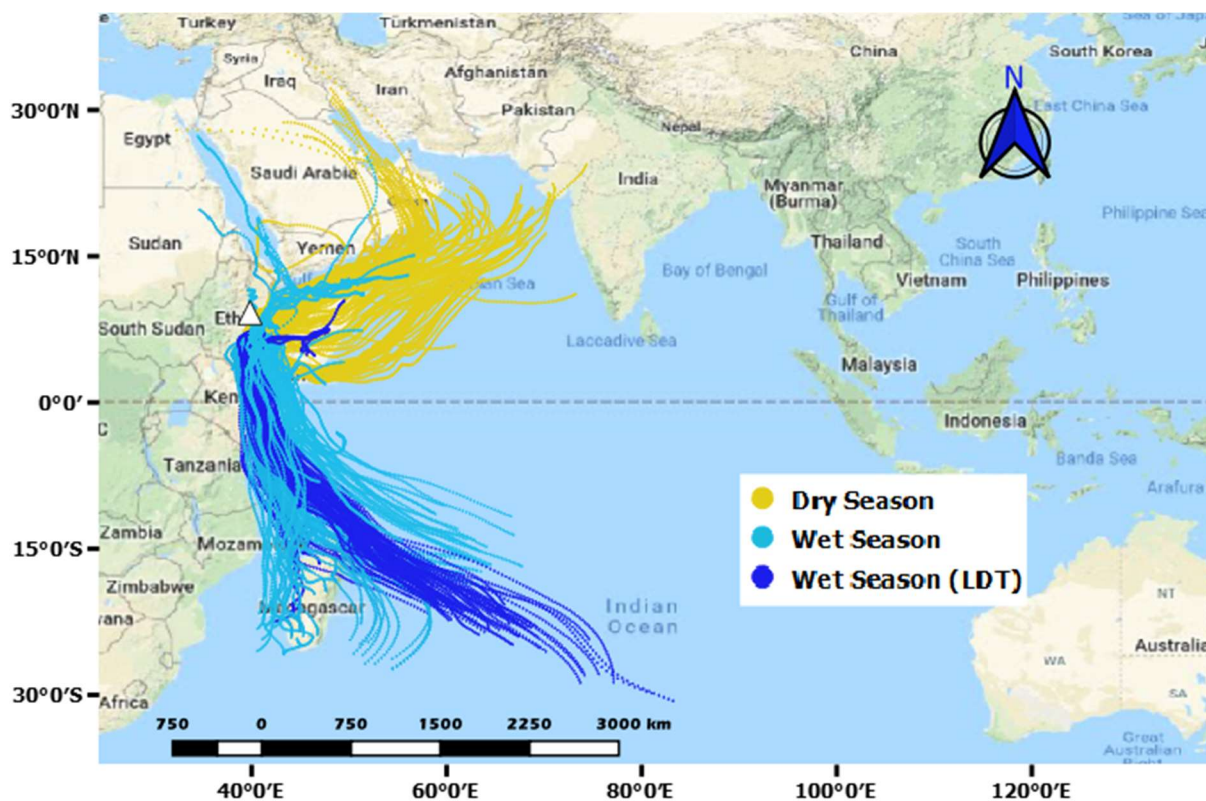 Turkey
Türkmenistan
Sea of Japa
Syria
China
South Korea
Iraq
Afghanistan
Iran
N
30°0′N
Pakistan
East China Sea
Egypt
Nepal
Saudi Arabia
India
Myanmar
(Burma)
Philippine Sea
Sudan
Yemen
Thailand
15°0′N
South
China Sea
Bay of Bengal
Vietnam
Philippines
Gulf of
Thailand
South Sudan
Eth
Laccadive Sea
Malaysia
0°0′
Ken
Indonesia
C
Tanzania
Banda Sea
Arafura
Dry Season
Zambia
Wet Season
15°0′S
Mozam
Wet Season (LDT)
Zimbabwe
Madagascar
Indian
Ocean
NT
wana
Australia
WA
SA
30°0′S
Africa
750 0 750 1500 2250 3000 km
Great
Australian
Bight
40°0′E 60°0′E 80°0′E 100°0′E 120°0′E